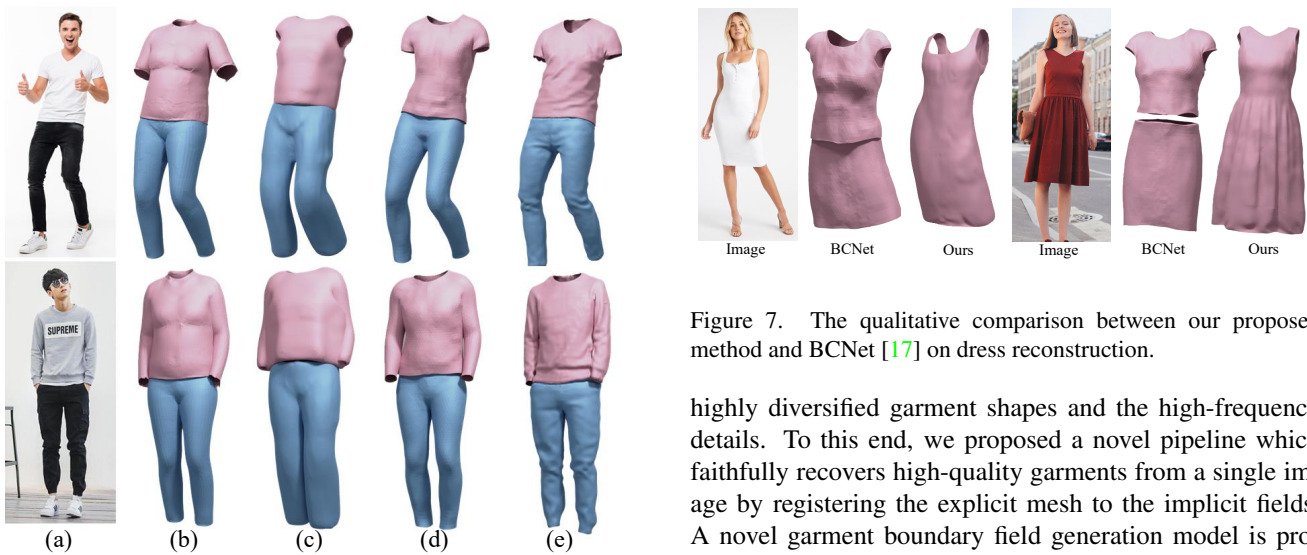 SUPREME
(a) (b) (c) (d) (e)
Image BCNet Ours Image BCNet Ours
Figure 7. The qualitative comparison between our propose
method and BCNet [17] on dress reconstruction.
highly diversified garment shapes and the high-frequenc
details. To this end, we proposed a novel pipeline whic
faithfully recovers high-quality garments from a single im
age by registering the explicit mesh to the implicit fields
A novel garment boundary field generation model is pro